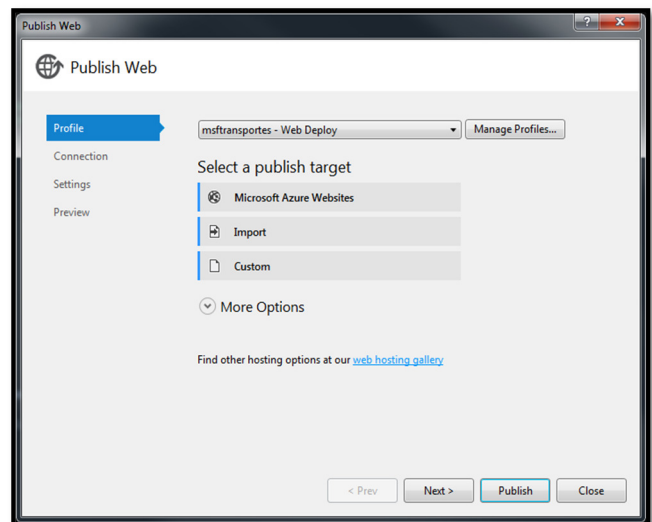 Publish Web
Publish Web
Profile
Connection
Settings
Preview
msftransportes - Web Deploy
Manage Profiles...
Select a publish target
Microsoft Azure Websites
Import
Custom
More Options
Find other hosting options at our web hosting gallery
< Prev
Next >
Publish
Close